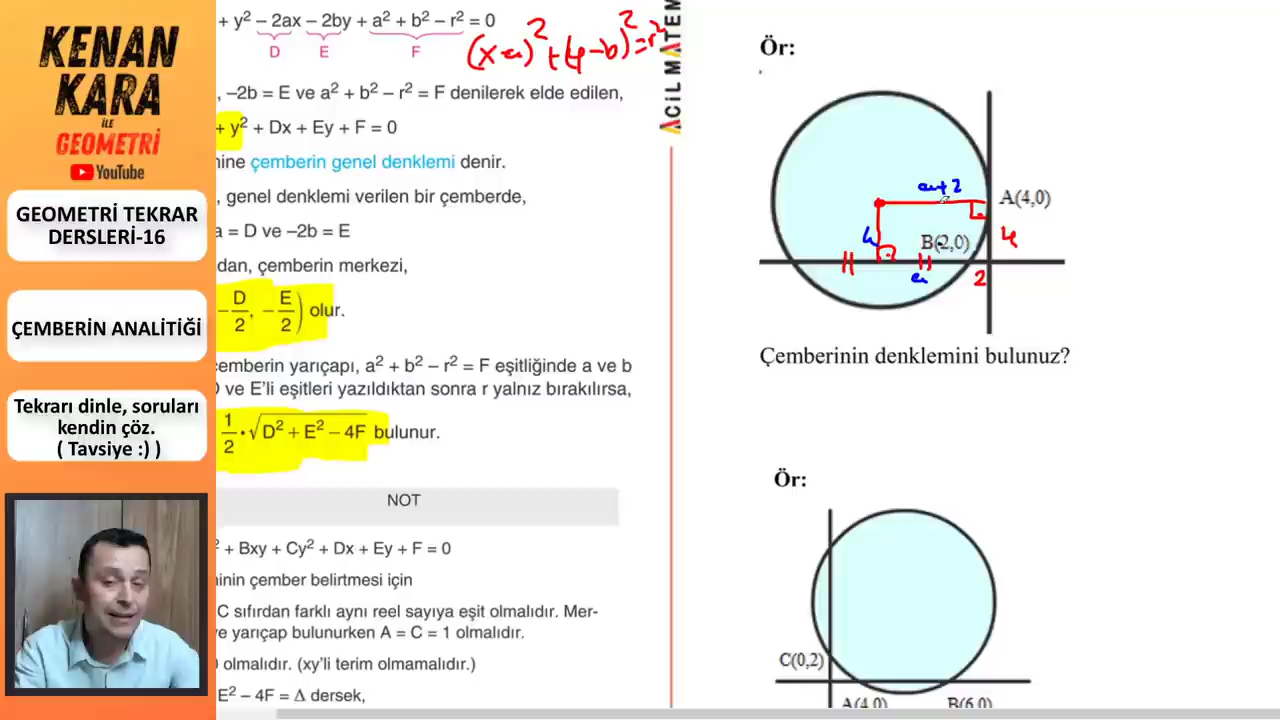 KENAN
KARA
İLE
GEOMETRİ
YouTube
GEOMETRİ TEKRAR
DERSLERİ-16
ÇEMBERİN ANALİTİĞİ
Tekrarı dinle, soruları
kendin çöz.
( Tavsiye :) )
+ y² – 2ax – 2by + a² + b² – r² = 0
D E F
(x-a)² + (y-b)² = r²
, –2b = E ve a² + b² – r² = F denilerek elde edilen,
+ y² + Dx + Ey + F = 0
nine çemberin genel denklemi denir.
, genel denklemi verilen bir çemberde,
a = D ve –2b = E
dan, çemberin merkezi,
–D/2, –E/2) olur.
çemberin yarıçapı, a² + b² – r² = F eşitliğinde a ve b
D ve E'li eşitleri yazıldıktan sonra r yalnız bırakılırsa,
1/2 • √D² + E² – 4F bulunur.
NOT
² + Bxy + Cy² + Dx + Ey + F = 0
ninin çember belirtmesi için
C sıfırdan farklı aynı reel sayıya eşit olmalıdır. Mer-
ve yarıçap bulunurken A = C = 1 olmalıdır.
0 olmalıdır. (xy'li terim olmamalıdır.)
E² – 4F = Δ dersek,
ACİL MATEM
Ör:
a+2
A(4,0)
4
4
B(2,0)
a
2
Çemberinin denklemini bulunuz?
Ör:
C(0,2)
A(4,0)
B(6,0)